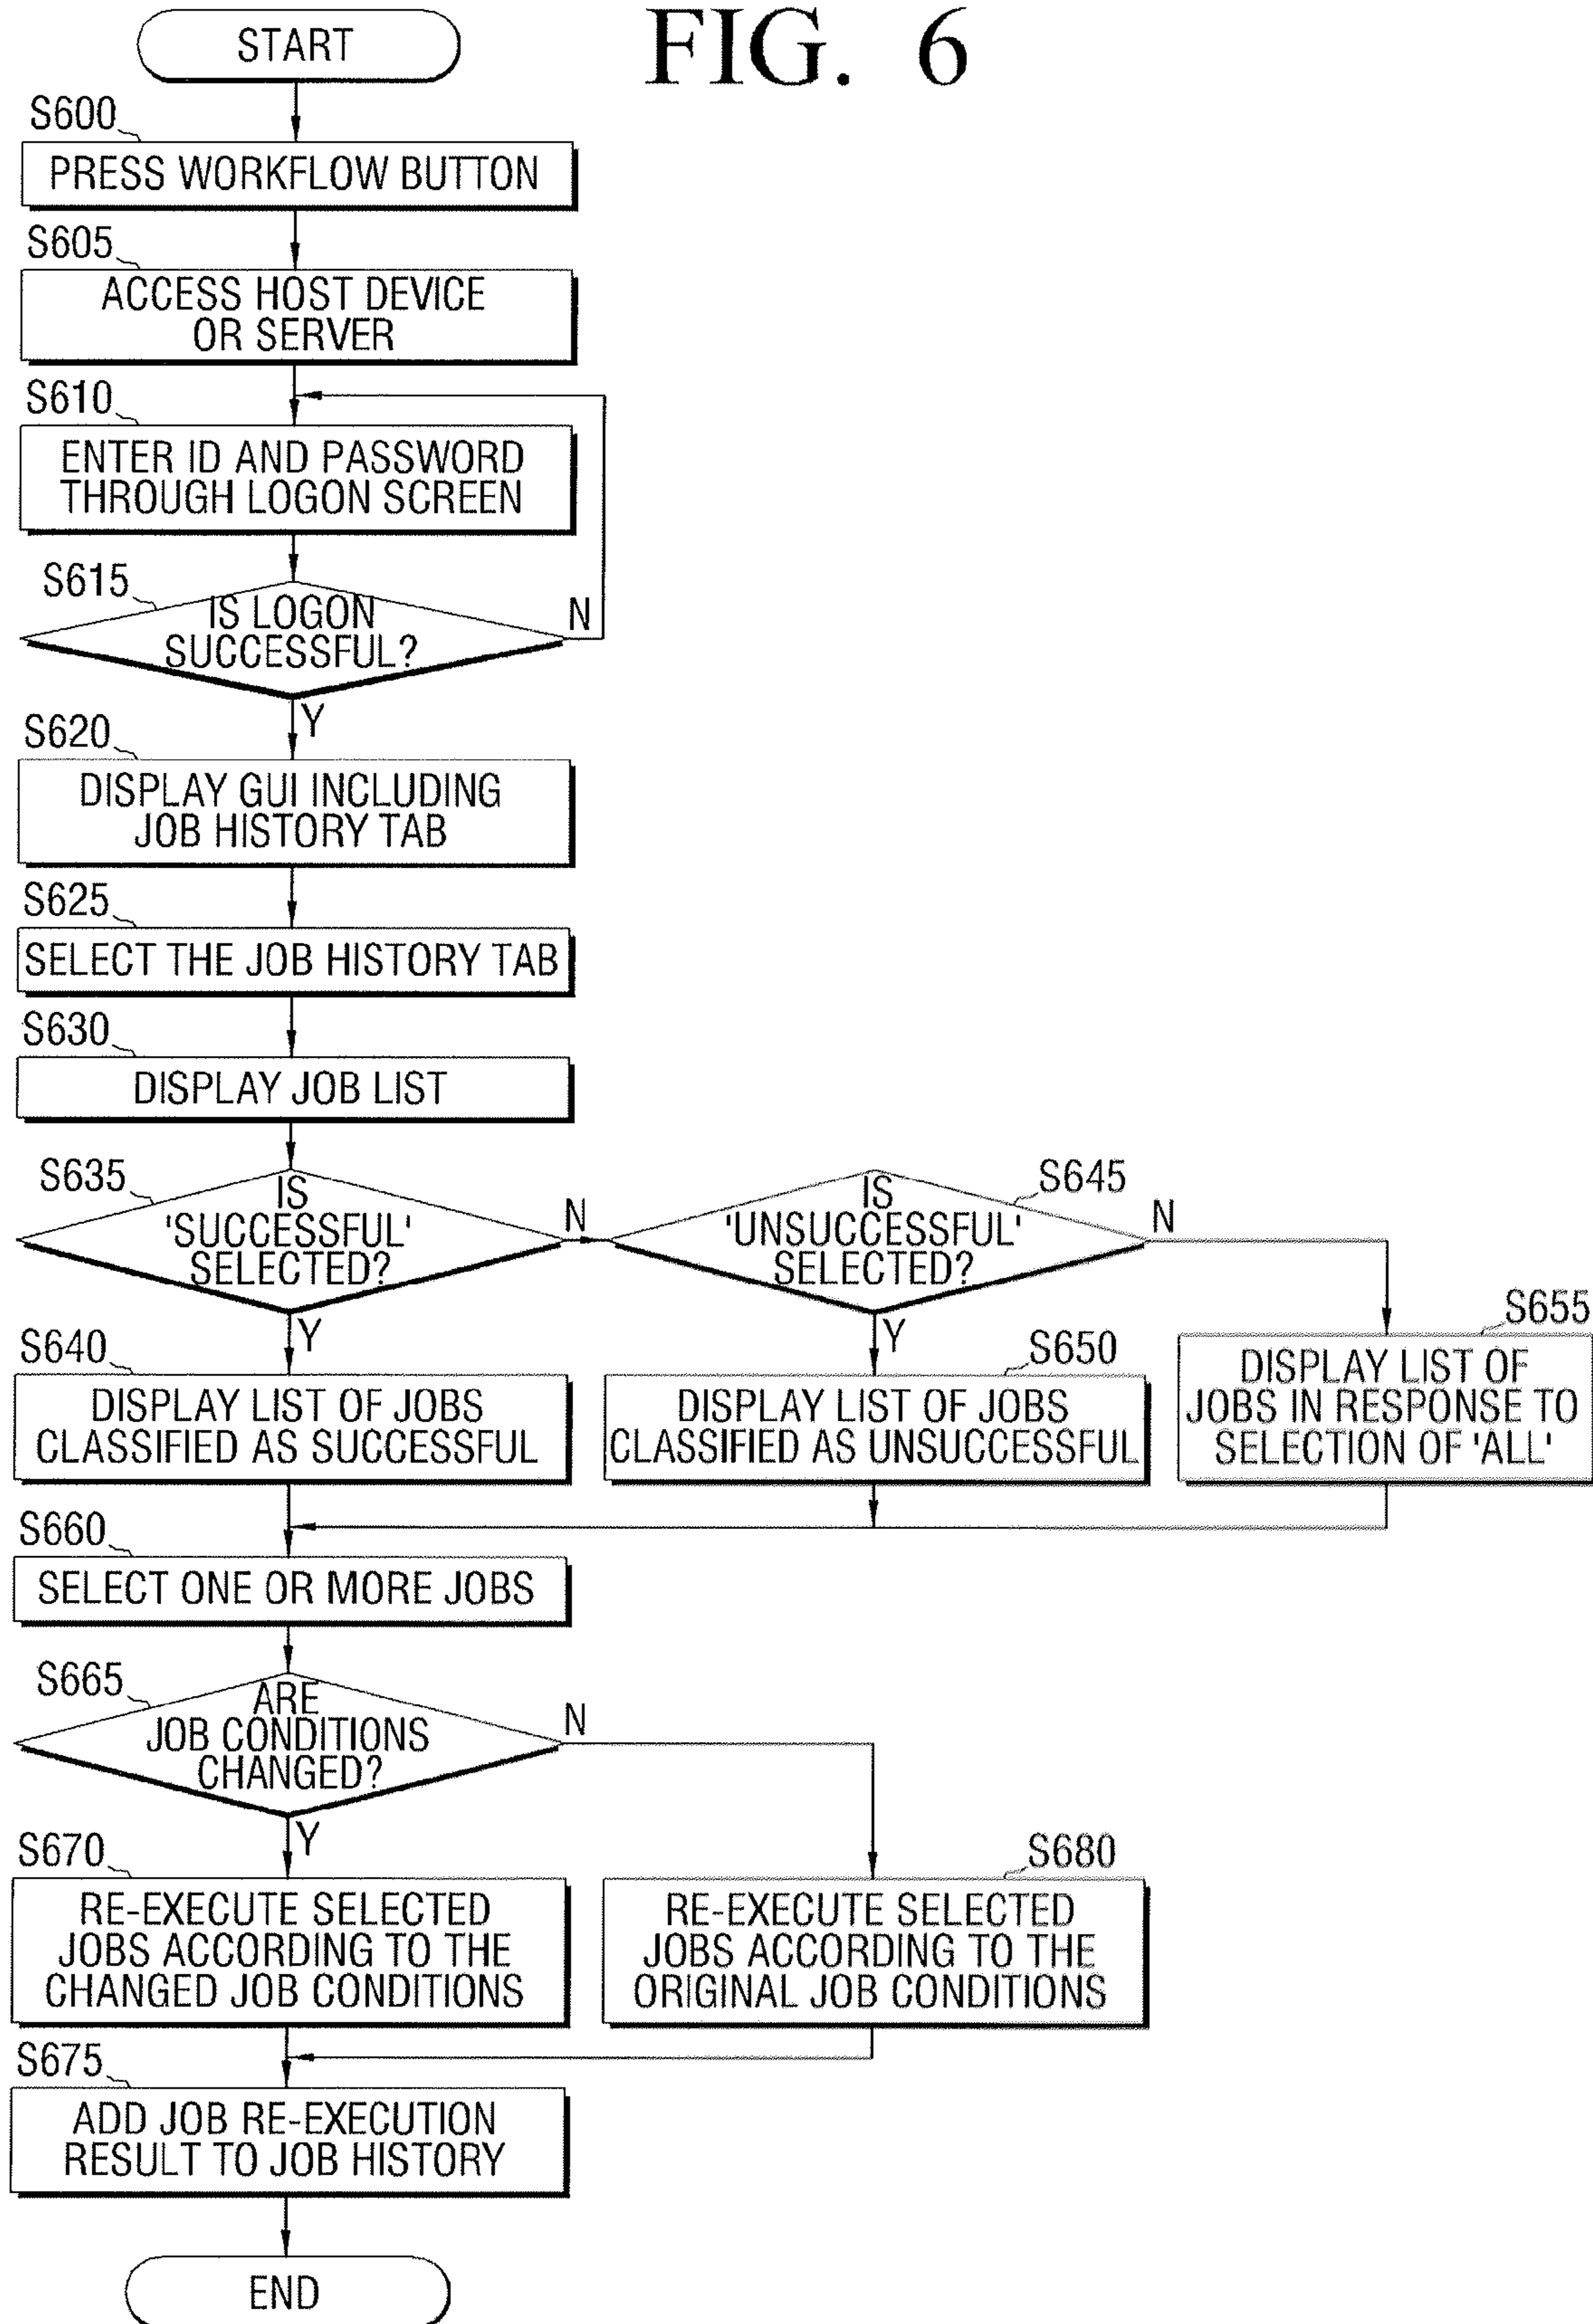 FIG. 6
START
S600
PRESS WORKFLOW BUTTON
S605
ACCESS HOST DEVICE
OR SERVER
S610
ENTER ID AND PASSWORD
THROUGH LOGON SCREEN
S615
IS LOGON
SUCCESSFUL?
N
Y
S620
DISPLAY GUI INCLUDING
JOB HISTORY TAB
S625
SELECT THE JOB HISTORY TAB
S630
DISPLAY JOB LIST
S635
IS
'SUCCESSFUL'
SELECTED?
N
Y
S645
IS
'UNSUCCESSFUL'
SELECTED?
N
Y
S640
DISPLAY LIST OF JOBS
CLASSIFIED AS SUCCESSFUL
S650
DISPLAY LIST OF JOBS
CLASSIFIED AS UNSUCCESSFUL
S655
DISPLAY LIST OF
JOBS IN RESPONSE TO
SELECTION OF 'ALL'
S660
SELECT ONE OR MORE JOBS
S665
ARE
JOB CONDITIONS
CHANGED?
N
Y
S670
RE-EXECUTE SELECTED
JOBS ACCORDING TO THE
CHANGED JOB CONDITIONS
S680
RE-EXECUTE SELECTED
JOBS ACCORDING TO THE
ORIGINAL JOB CONDITIONS
S675
ADD JOB RE-EXECUTION
RESULT TO JOB HISTORY
END